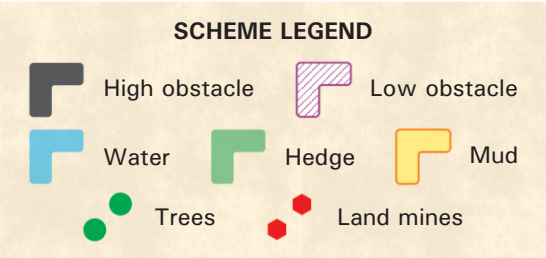 SCHEME LEGEND
High obstacle Low obstacle
Water Hedge Mud
Trees Land mines